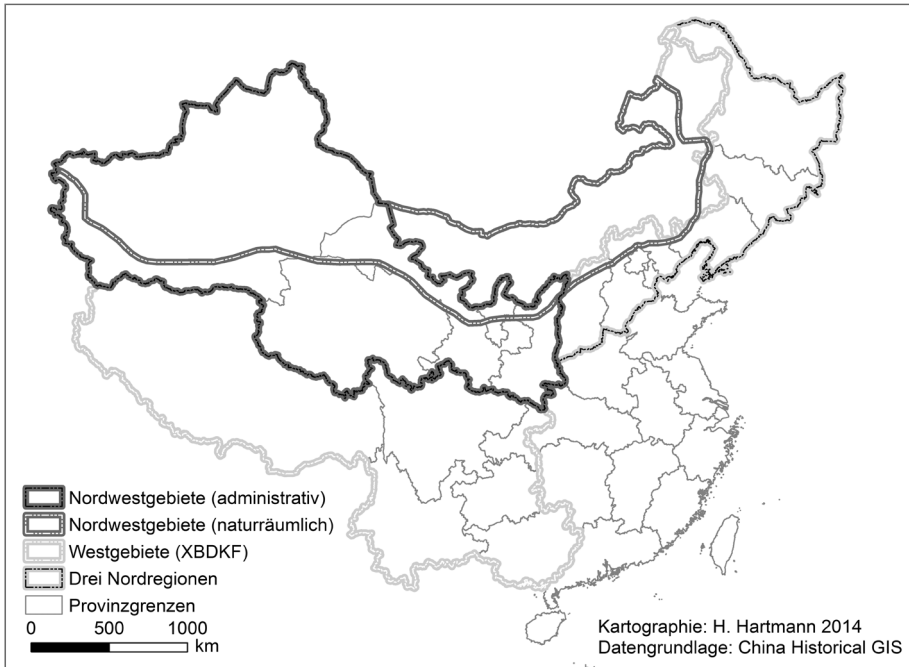 Nordwestgebiete (administrativ)
Nordwestgebiete (naturräumlich)
Westgebiete (XBDKF)
Drei Nordregionen
Provinzgrenzen
0 500 1000
km
Kartographie: H. Hartmann 2014
Datengrundlage: China Historical GIS